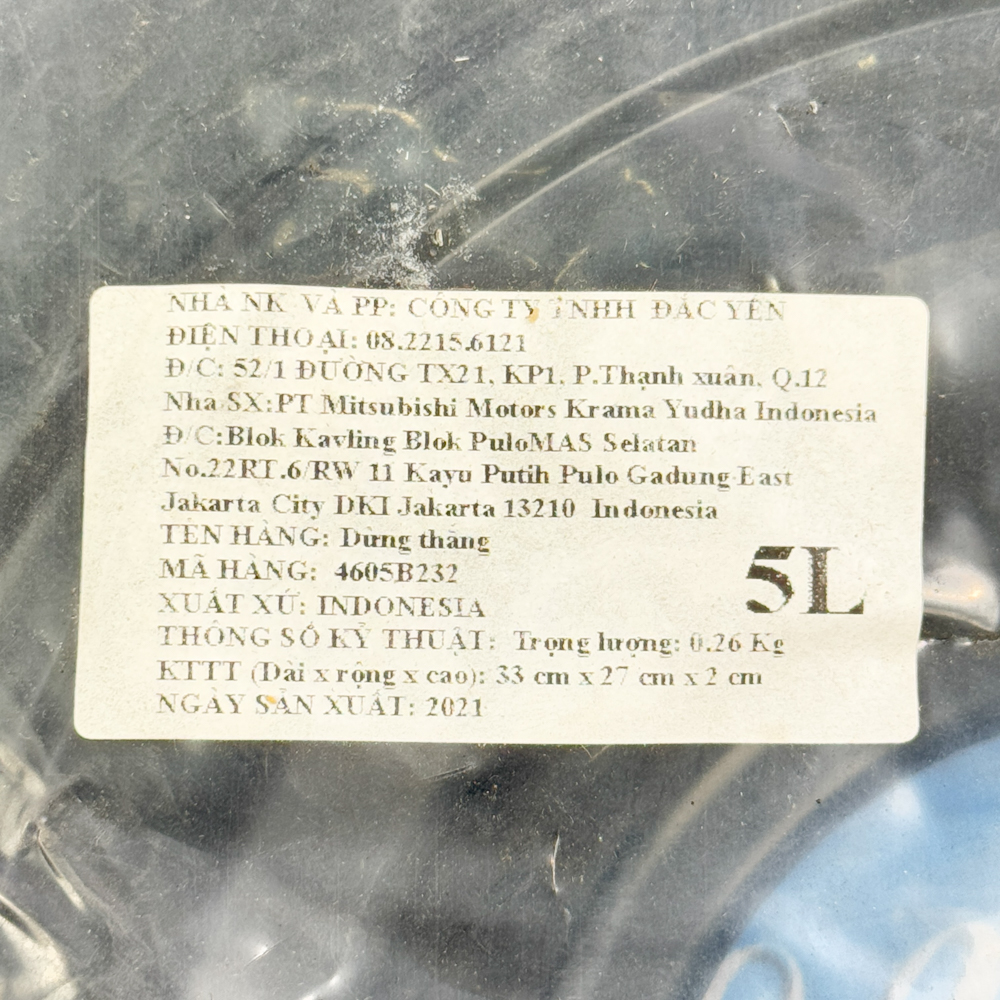 NHÀ NK VÀ PP: CÔNG TY TNHH ĐẮC YẾN
ĐIỆN THOẠI: 08.2215.6121
Đ/C: 52/1 ĐƯỜNG TX21, KP1, P.Thạnh xuân, Q.12
Nhà SX:PT Mitsubishi Motors Krama Yudha Indonesia
Đ/C:Blok Kavling Blok PuloMAS Selatan
No.22RT.6/RW 11 Kayu Putih Pulo Gadung East
Jakarta City DKI Jakarta 13210 Indonesia
TÊN HÀNG: Dừng thắng
MÃ HÀNG: 4605B232
5L
XUẤT XỨ: INDONESIA
THÔNG SỐ KỸ THUẬT: Trọng lượng: 0.26 Kg
KTTT (Dài x rộng x cao): 33 cm x 27 cm x 2 cm
NGÀY SẢN XUẤT: 2021